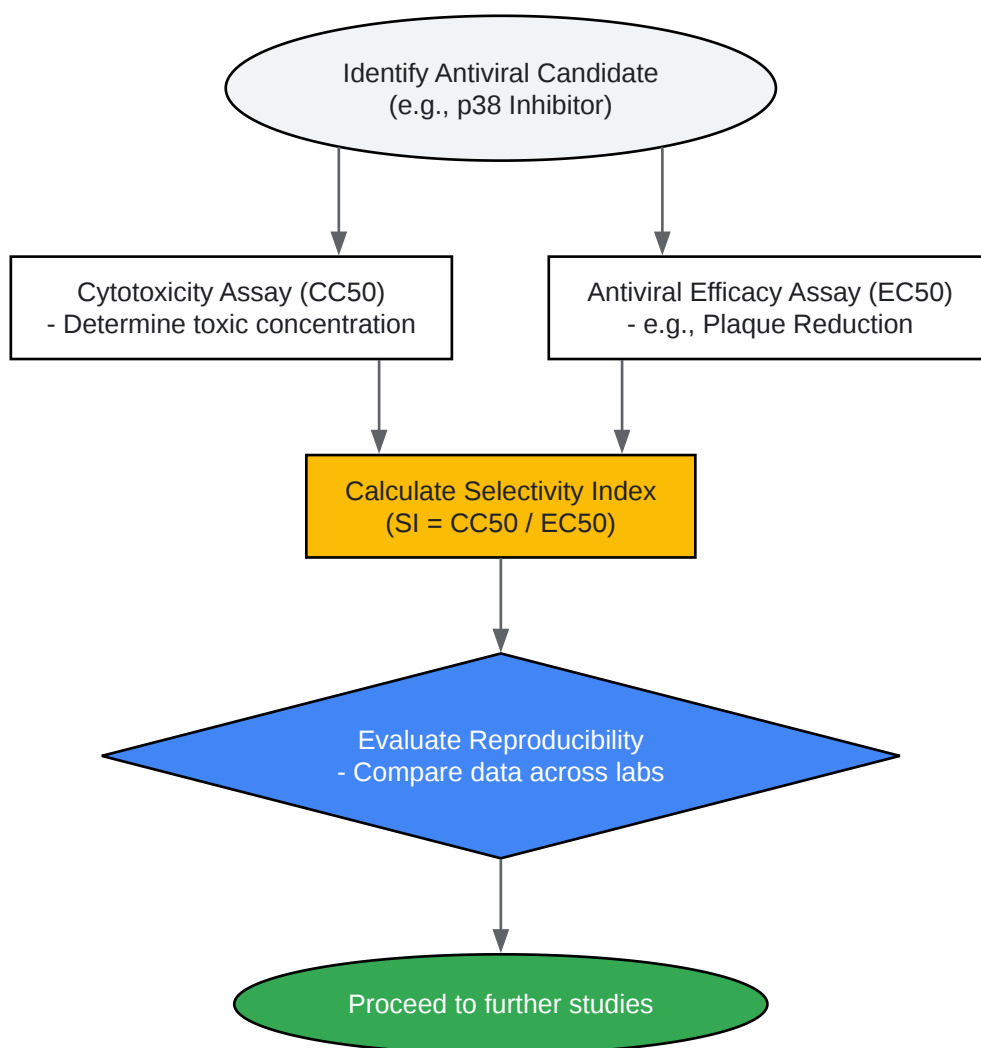 Identify Antiviral Candidate
(e.g., p38 Inhibitor)
Cytotoxicity Assay (CC50)
- Determine toxic concentration
Antiviral Efficacy Assay (EC50)
- e.g., Plaque Reduction
Calculate Selectivity Index
(SI = CC50 / EC50)
Evaluate Reproducibility
- Compare data across labs
Proceed to further studies